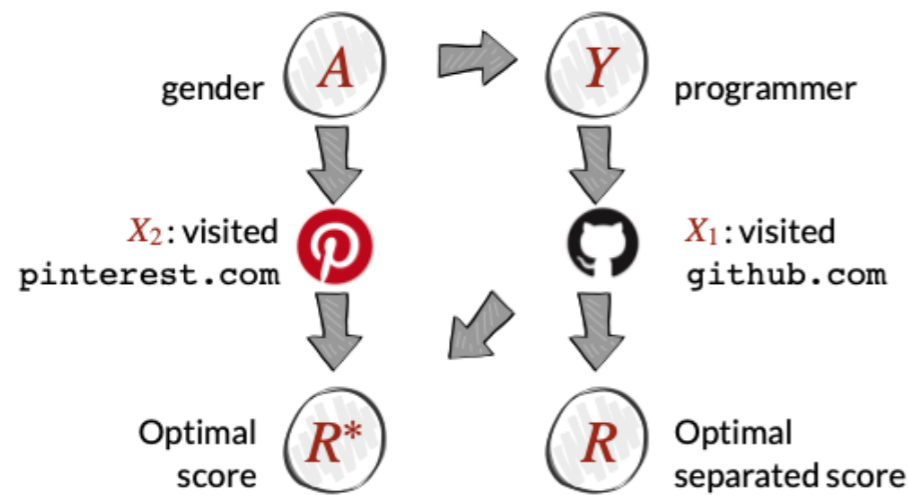 gender
A
Y
programmer
X₂: visited
pinterest.com
X₁: visited
github.com
Optimal
score
R*
R
Optimal
separated score